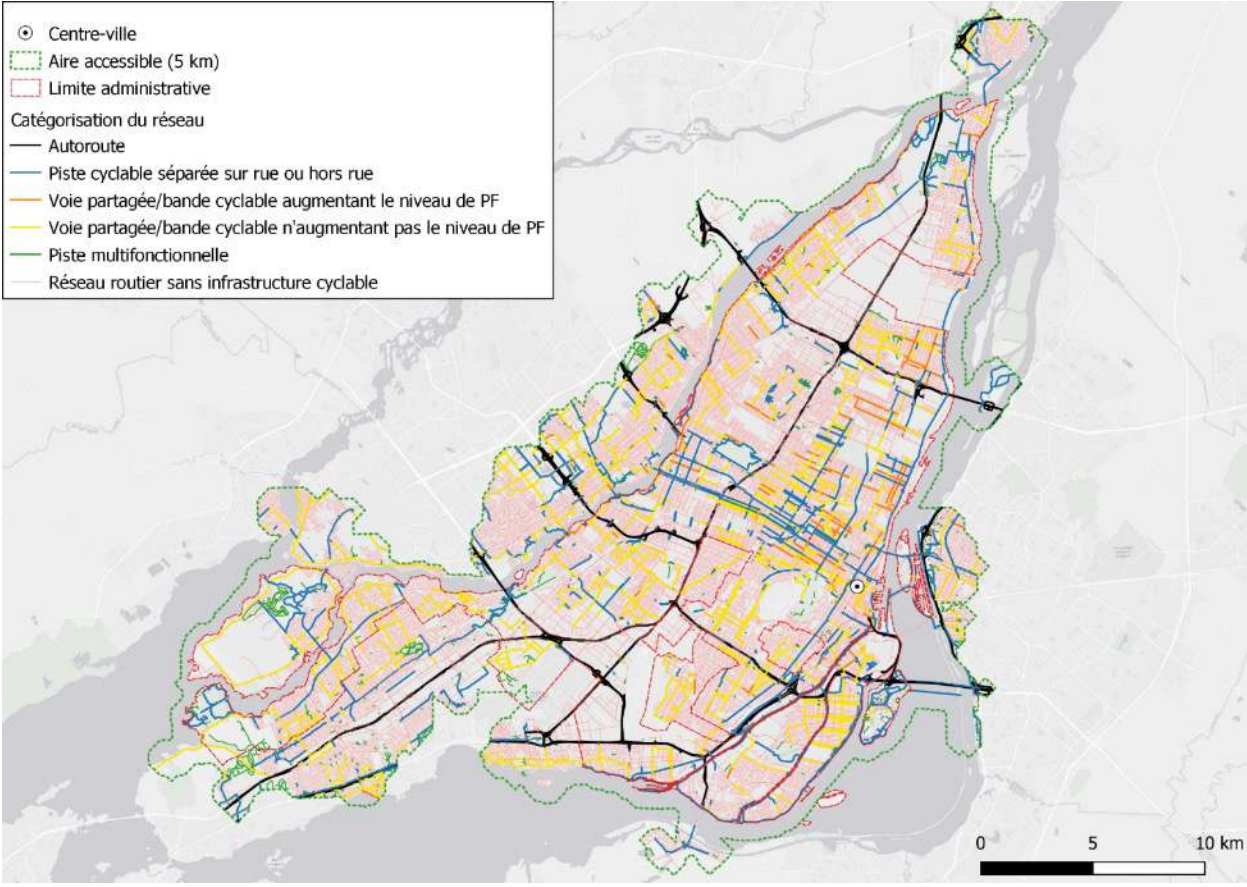 Centre-ville
Aire accessible (5 km)
Limite administrative
Catégorisation du réseau
Autoroute
Piste cyclable séparée sur rue ou hors rue
Voie partagée/bande cyclable augmentant le niveau de PF
Voie partagée/bande cyclable n'augmentant pas le niveau de PF
Piste multifonctionnelle
Réseau routier sans infrastructure cyclable
0 5 10 km